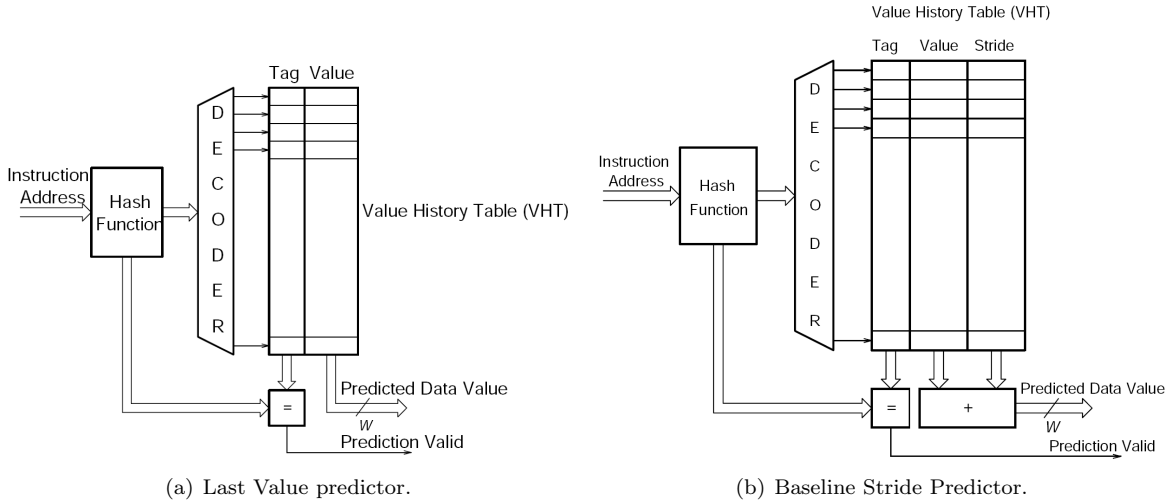 Tag Value
D
E
C
O
D
E
R
Instruction
Address
Hash
Function
Value History Table (VHT)
=
Predicted Data Value
W
Prediction Valid
(a) Last Value predictor.
Value History Table (VHT)
Tag Value Stride
D
E
C
O
D
E
R
Instruction
Address
Hash
Function
=
+
Predicted Data Value
W
Prediction Valid
(b) Baseline Stride Predictor.